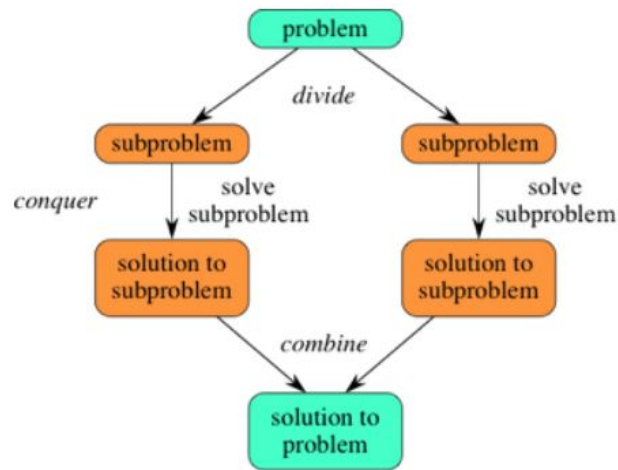 problem
divide
subproblem
subproblem
conquer
solve
subproblem
solve
subproblem
solution to
subproblem
solution to
subproblem
combine
solution to
problem